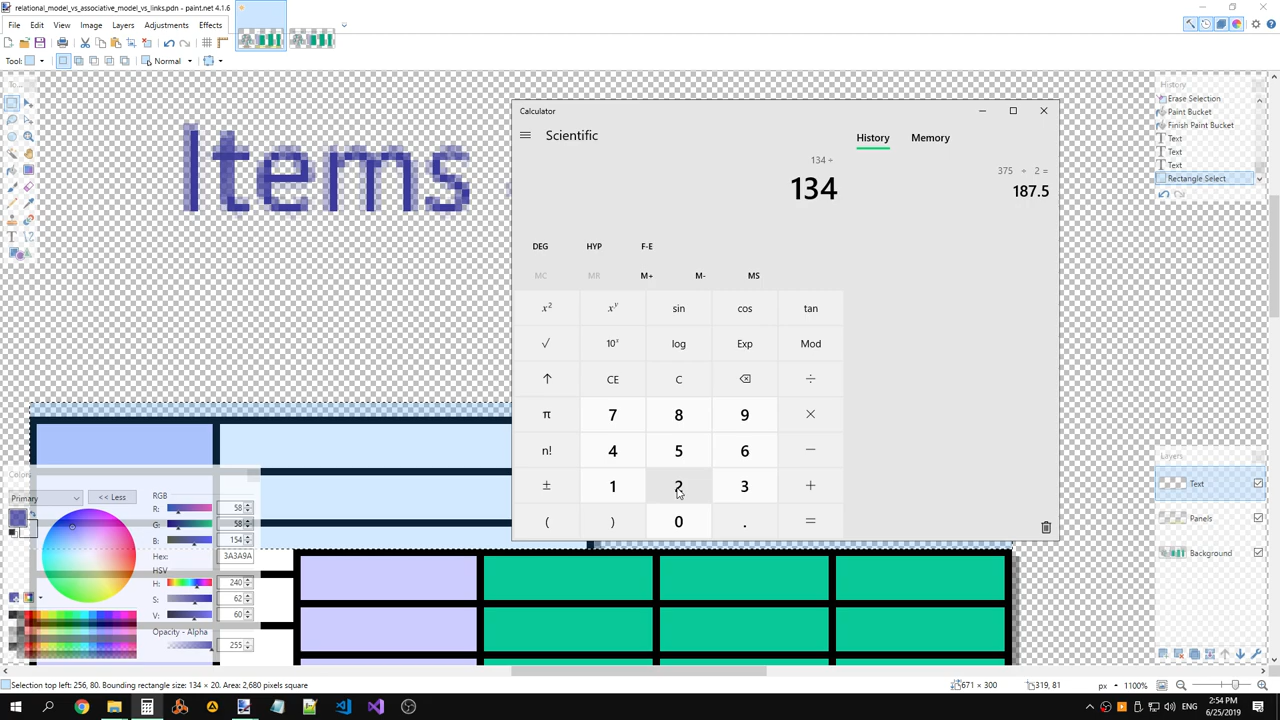 relational_model_vs_associative_model_vs_links.pdn - paint.net 4.1.6
File Edit View Image Layers Adjustments Effects
Tool: Normal
Items
Calculator
Scientific
History Memory
134 ÷
134
375 ÷ 2 =
187.5
DEG HYP F-E
MC MR M+ M- MS
x² xʸ sin cos tan
√ 10ˣ log Exp Mod
↑ CE C ÷
π 7 8 9 ×
n! 4 5 6 −
± 1 2 3 +
( ) 0 . =
History
Erase Selection
Paint Bucket
Finish Paint Bucket
Text
Text
Text
Rectangle Select
Layers
Text
Panels
Background
Primary << Less
RGB
R: 58
G: 58
B: 154
Hex: 3A3A9A
HSV
H: 240
S: 62
V: 60
Opacity - Alpha
255
Selection top left: 256, 80. Bounding rectangle size: 134 × 20. Area: 2,680 pixels square
671 × 300 319, 81 px 1100%
ENG
2:54 PM
6/25/2019